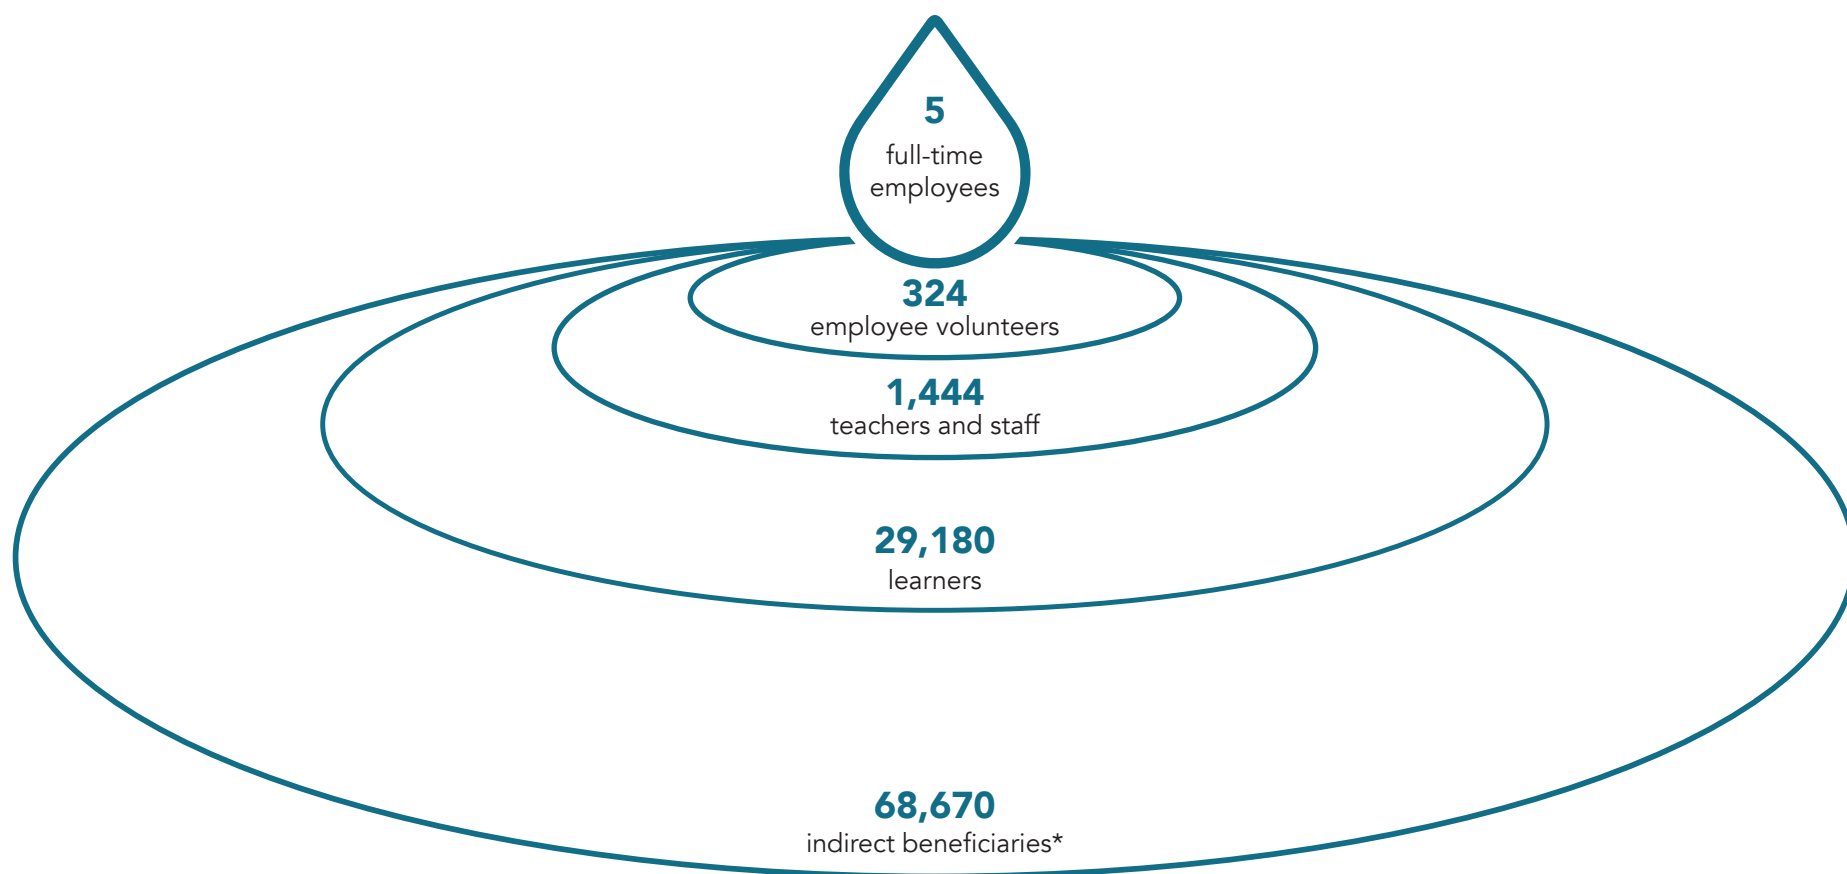 5
full-time
employees
324
employee volunteers
1,444
teachers and staff
29,180
learners
68,670
indirect beneficiaries*